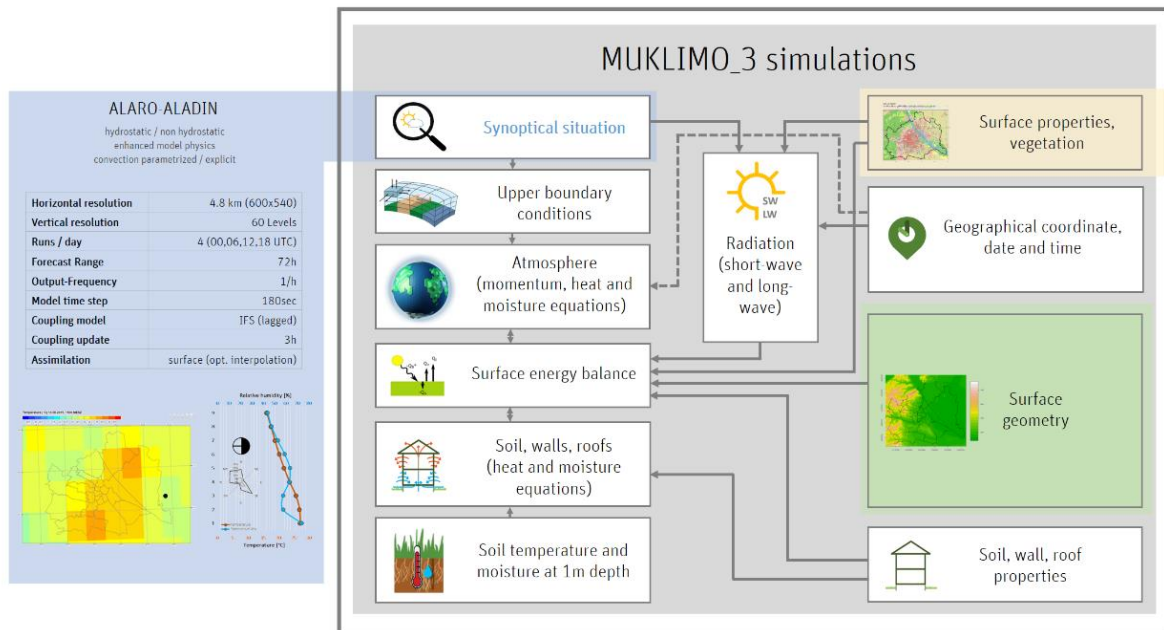 MUKLIMO_3 simulations
ALARO-ALADIN
hydrostatic / non hydrostatic
enhanced model physics
convection parametrized / explicit
Horizontal resolution 4.8 km (600x540)
Vertical resolution 60 Levels
Runs / day 4 (00,06,12,18 UTC)
Forecast Range 72h
Output-Frequency 1/h
Model time step 180sec
Coupling model IFS (lagged)
Coupling update 3h
Assimilation surface (opt. interpolation)
Relative humidity [%]
Temperature [°C]
Synoptical situation
Upper boundary
conditions
Atmosphere
(momentum, heat and
moisture equations)
Surface energy balance
Soil, walls, roofs
(heat and moisture
equations)
Soil temperature and
moisture at 1m depth
SW
LW
Radiation
(short-wave
and long-
wave)
Surface properties,
vegetation
Geographical coordinate,
date and time
Surface
geometry
Soil, wall, roof
properties